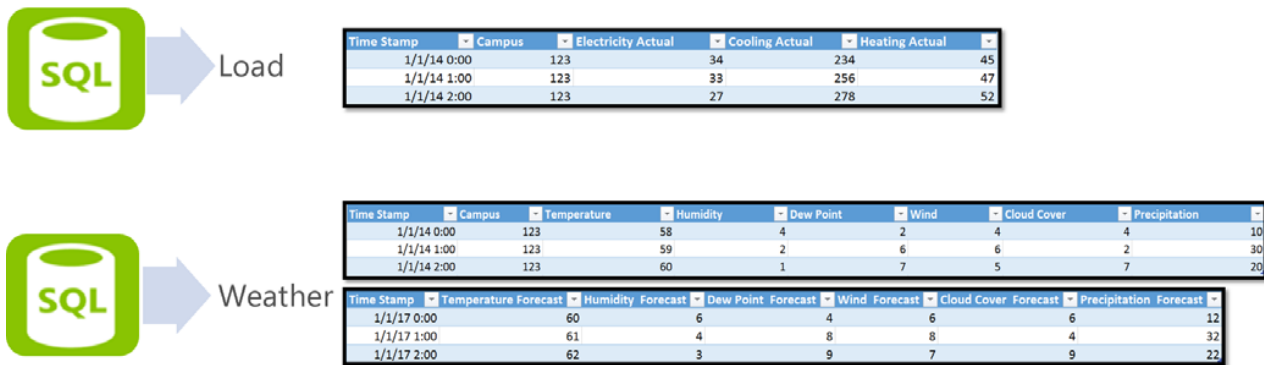 SQL
Load
Time Stamp Campus Electricity Actual Cooling Actual Heating Actual
1/1/14 0:00 123 34 234 45
1/1/14 1:00 123 33 256 47
1/1/14 2:00 123 27 278 52
SQL
Weather
Time Stamp Campus Temperature Humidity Dew Point Wind Cloud Cover Precipitation
1/1/14 0:00 123 58 4 2 4 4 10
1/1/14 1:00 123 59 2 6 6 2 30
1/1/14 2:00 123 60 1 7 5 7 20
Time Stamp Temperature Forecast Humidity Forecast Dew Point Forecast Wind Forecast Cloud Cover Forecast Precipitation Forecast
1/1/17 0:00 60 6 4 6 6 12
1/1/17 1:00 61 4 8 8 4 32
1/1/17 2:00 62 3 9 7 9 22